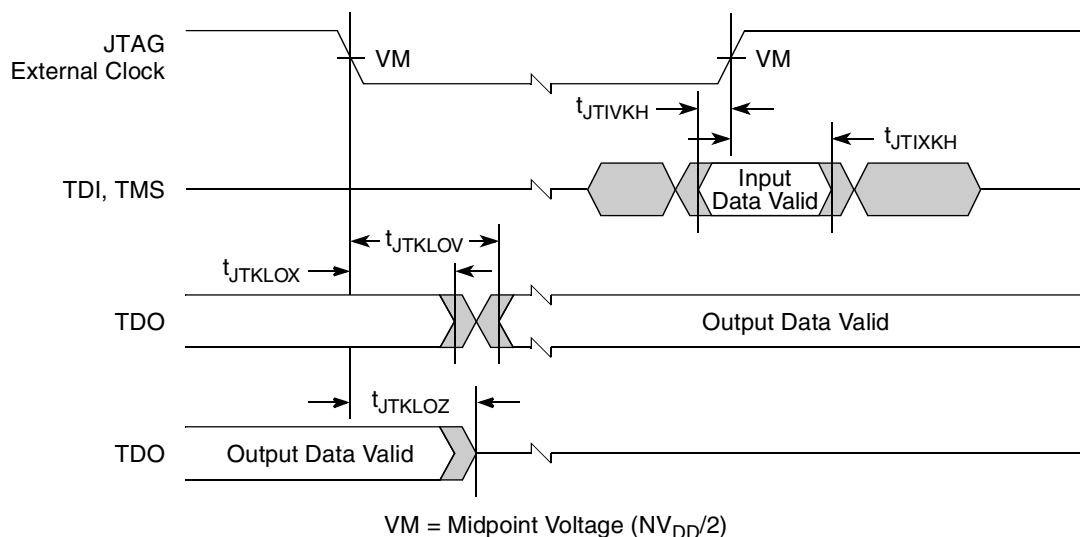 JTAG
External Clock
VM
VM
tJTIVKH
tJTIXKH
TDI, TMS
Input
Data Valid
tJTKLOV
tJTKLOX
TDO
Output Data Valid
tJTKLOZ
TDO
Output Data Valid
VM = Midpoint Voltage (NVDD/2)